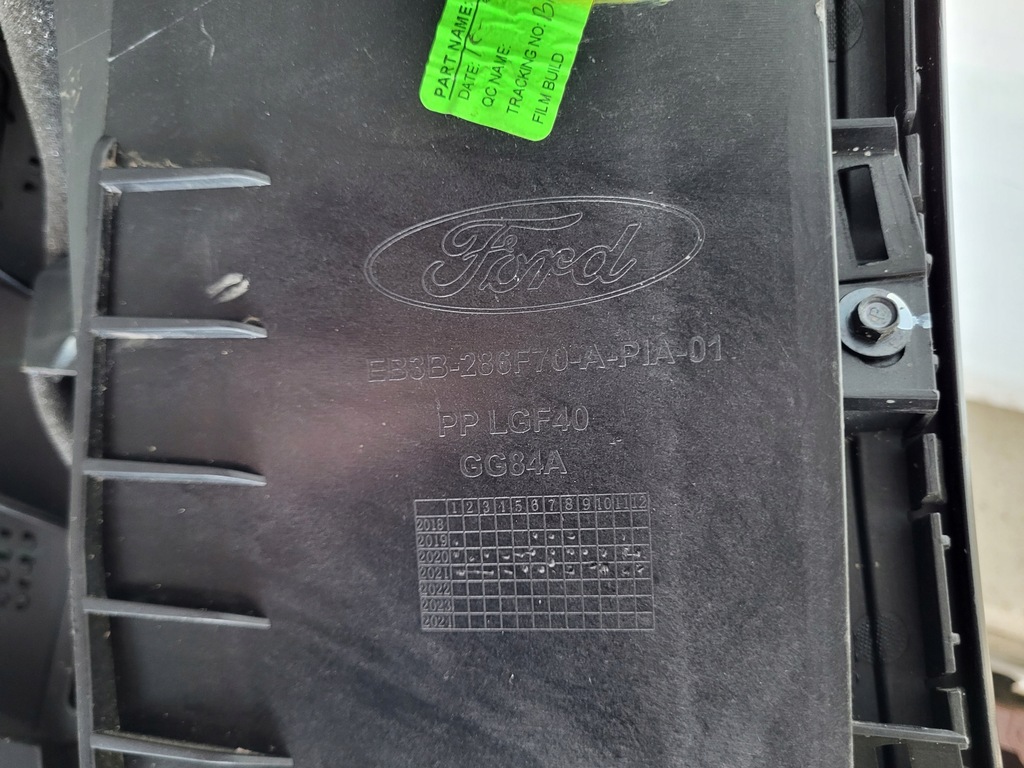 PART NAME:
DATE:
QC NAME:
TRACKING NO: B
FILM BUILD
Ford
EB3B-286F70-A-PIA-01
PP LGF40
GG84A
1 2 3 4 5 6 7 8 9 10 11 12
2018
2019
2020
2021
2022
2023
2024